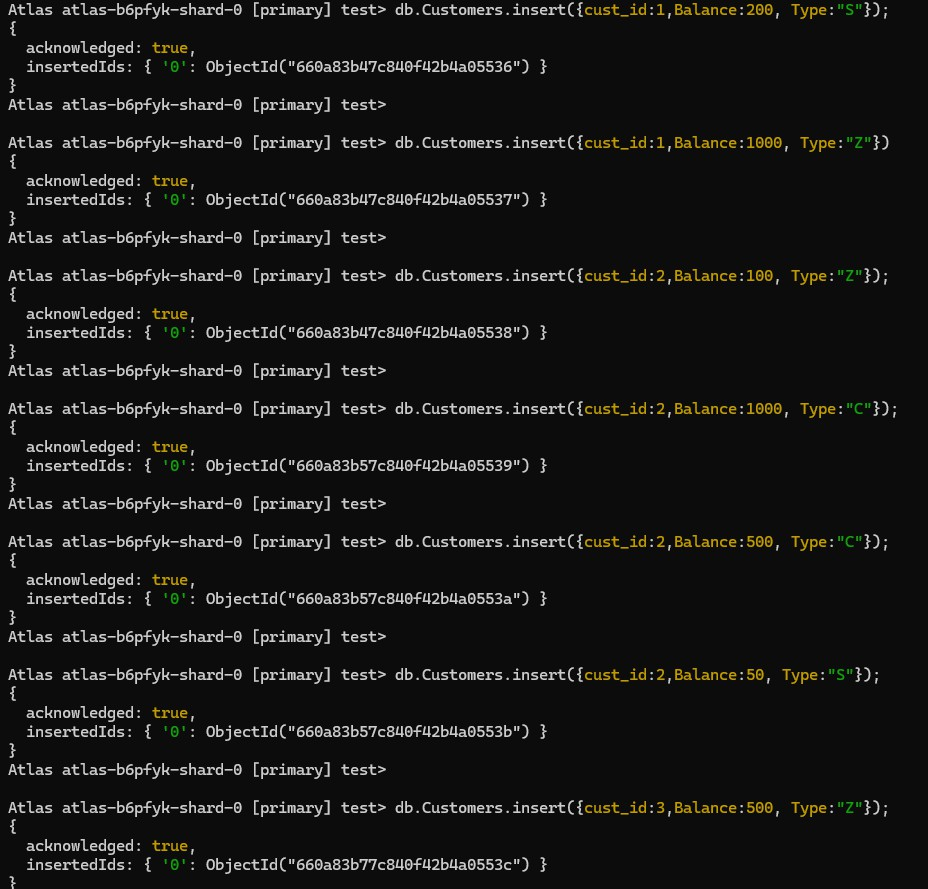 Atlas atlas-b6pfyk-shard-0 [primary] test> db.Customers.insert({cust_id:1,Balance:200, Type:"S"});
{
  acknowledged: true,
  insertedIds: { '0': ObjectId("660a83b47c840f42b4a05536") }
}
Atlas atlas-b6pfyk-shard-0 [primary] test>
Atlas atlas-b6pfyk-shard-0 [primary] test> db.Customers.insert({cust_id:1,Balance:1000, Type:"Z"})
{
  acknowledged: true,
  insertedIds: { '0': ObjectId("660a83b47c840f42b4a05537") }
}
Atlas atlas-b6pfyk-shard-0 [primary] test>
Atlas atlas-b6pfyk-shard-0 [primary] test> db.Customers.insert({cust_id:2,Balance:100, Type:"Z"});
{
  acknowledged: true,
  insertedIds: { '0': ObjectId("660a83b47c840f42b4a05538") }
}
Atlas atlas-b6pfyk-shard-0 [primary] test>
Atlas atlas-b6pfyk-shard-0 [primary] test> db.Customers.insert({cust_id:2,Balance:1000, Type:"C"});
{
  acknowledged: true,
  insertedIds: { '0': ObjectId("660a83b57c840f42b4a05539") }
}
Atlas atlas-b6pfyk-shard-0 [primary] test>
Atlas atlas-b6pfyk-shard-0 [primary] test> db.Customers.insert({cust_id:2,Balance:500, Type:"C"});
{
  acknowledged: true,
  insertedIds: { '0': ObjectId("660a83b57c840f42b4a0553a") }
}
Atlas atlas-b6pfyk-shard-0 [primary] test>
Atlas atlas-b6pfyk-shard-0 [primary] test> db.Customers.insert({cust_id:2,Balance:50, Type:"S"});
{
  acknowledged: true,
  insertedIds: { '0': ObjectId("660a83b57c840f42b4a0553b") }
}
Atlas atlas-b6pfyk-shard-0 [primary] test>
Atlas atlas-b6pfyk-shard-0 [primary] test> db.Customers.insert({cust_id:3,Balance:500, Type:"Z"});
{
  acknowledged: true,
  insertedIds: { '0': ObjectId("660a83b77c840f42b4a0553c") }
}